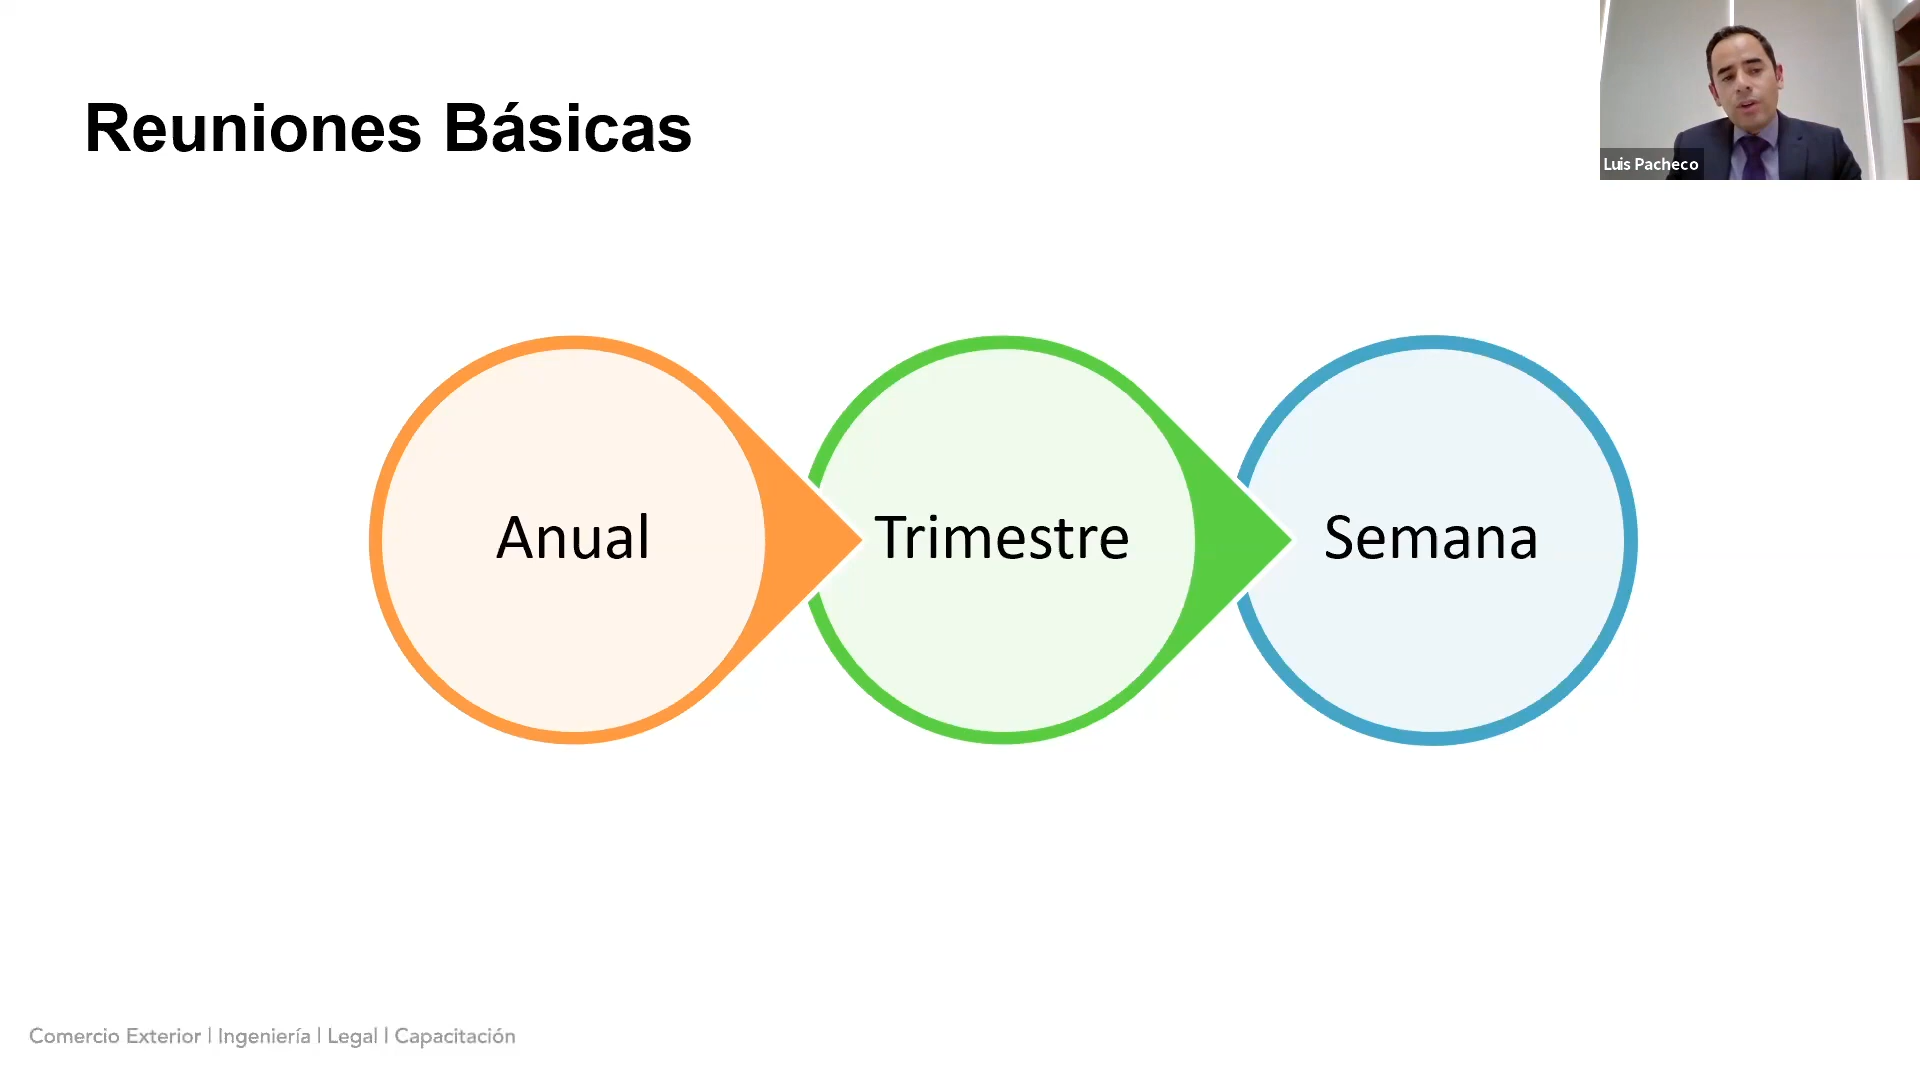 Reuniones Básicas
Luis Pacheco
Anual
Trimestre
Semana
Comercio Exterior | Ingeniería | Legal | Capacitación